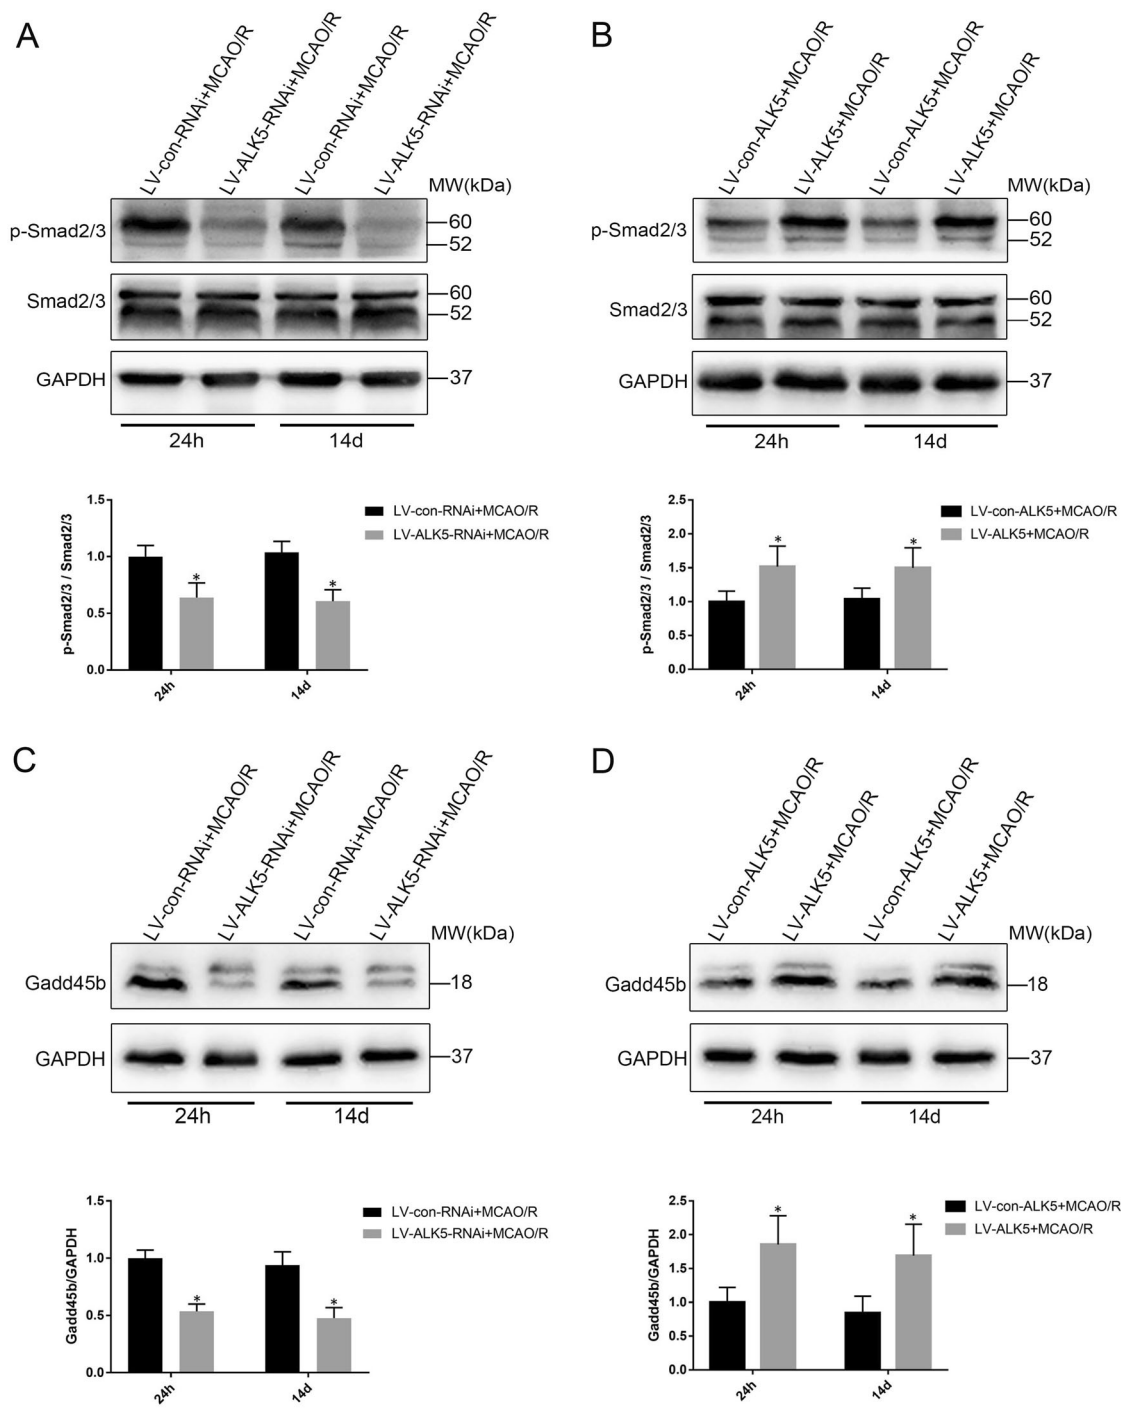 A
LV-con-RNAi+MCAO/R
LV-ALK5-RNAi+MCAO/R
LV-con-RNAi+MCAO/R
LV-ALK5-RNAi+MCAO/R
MW(kDa)
p-Smad2/3
60
52
Smad2/3
60
52
GAPDH
37
24h
14d
p-Smad2/3 / Smad2/3
1.5
1.0
0.5
0.0
*
*
24h
14d
LV-con-RNAi+MCAO/R
LV-ALK5-RNAi+MCAO/R
B
LV-con-ALK5+MCAO/R
LV-ALK5+MCAO/R
LV-con-ALK5+MCAO/R
LV-ALK5+MCAO/R
MW(kDa)
p-Smad2/3
60
52
Smad2/3
60
52
GAPDH
37
24h
14d
p-Smad2/3 / Smad2/3
2.5
2.0
1.5
1.0
0.5
0.0
*
*
24h
14d
LV-con-ALK5+MCAO/R
LV-ALK5+MCAO/R
C
LV-con-RNAi+MCAO/R
LV-ALK5-RNAi+MCAO/R
LV-con-RNAi+MCAO/R
LV-ALK5-RNAi+MCAO/R
MW(kDa)
Gadd45b
18
GAPDH
37
24h
14d
Gadd45b/GAPDH
1.5
1.0
0.5
0.0
*
*
24h
14d
LV-con-RNAi+MCAO/R
LV-ALK5-RNAi+MCAO/R
D
LV-con-ALK5+MCAO/R
LV-ALK5+MCAO/R
LV-con-ALK5+MCAO/R
LV-ALK5+MCAO/R
MW(kDa)
Gadd45b
18
GAPDH
37
24h
14d
Gadd45b/GAPDH
2.5
2.0
1.5
1.0
0.5
0.0
*
*
24h
14d
LV-con-ALK5+MCAO/R
LV-ALK5+MCAO/R